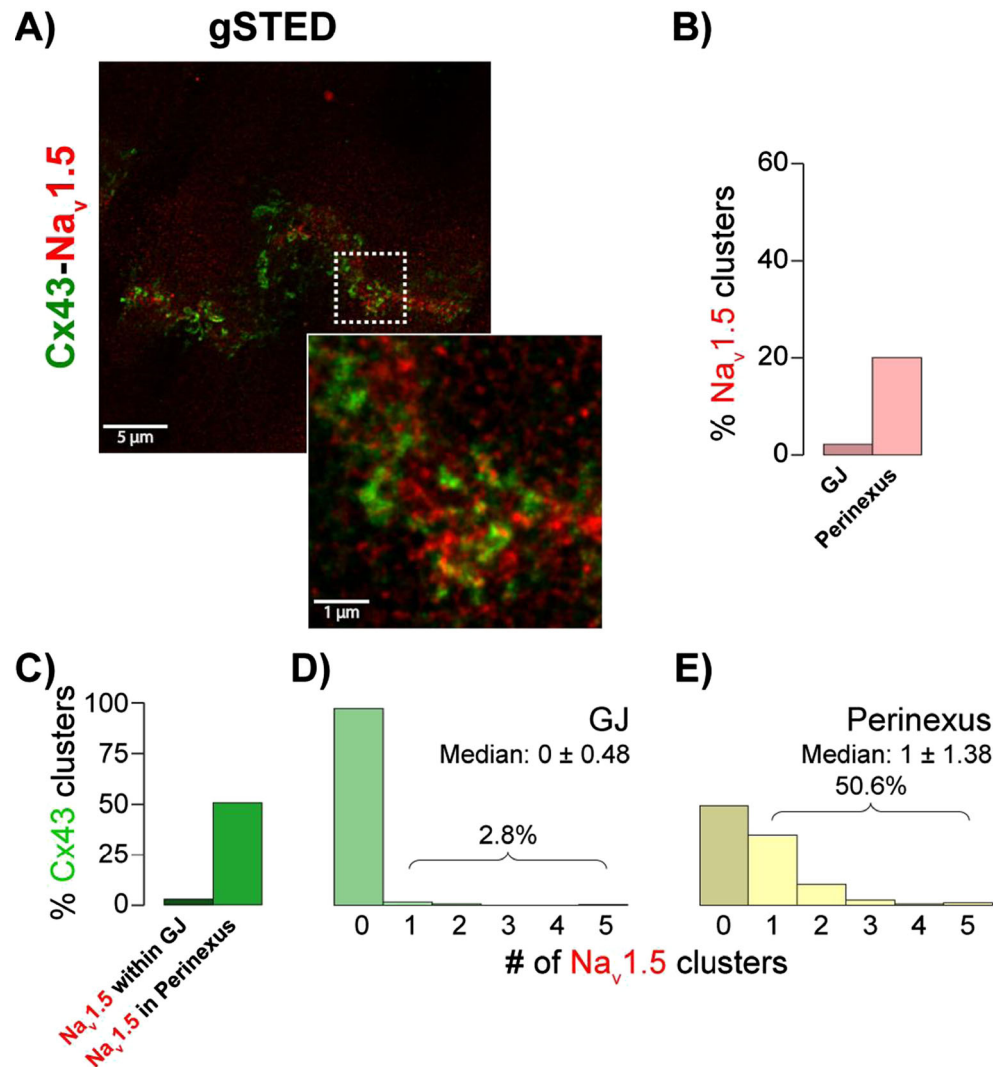 A)
gSTED
Cx43-Nav1.5
5 µm
1 µm
B)
% Nav1.5 clusters
60
40
20
0
GJ
Perinexus
C)
% Cx43 clusters
100
75
50
25
0
Nav1.5 within GJ
Nav1.5 in Perinexus
D)
GJ
Median: 0 ± 0.48
2.8%
0 1 2 3 4 5
E)
Perinexus
Median: 1 ± 1.38
50.6%
0 1 2 3 4 5
# of Nav1.5 clusters